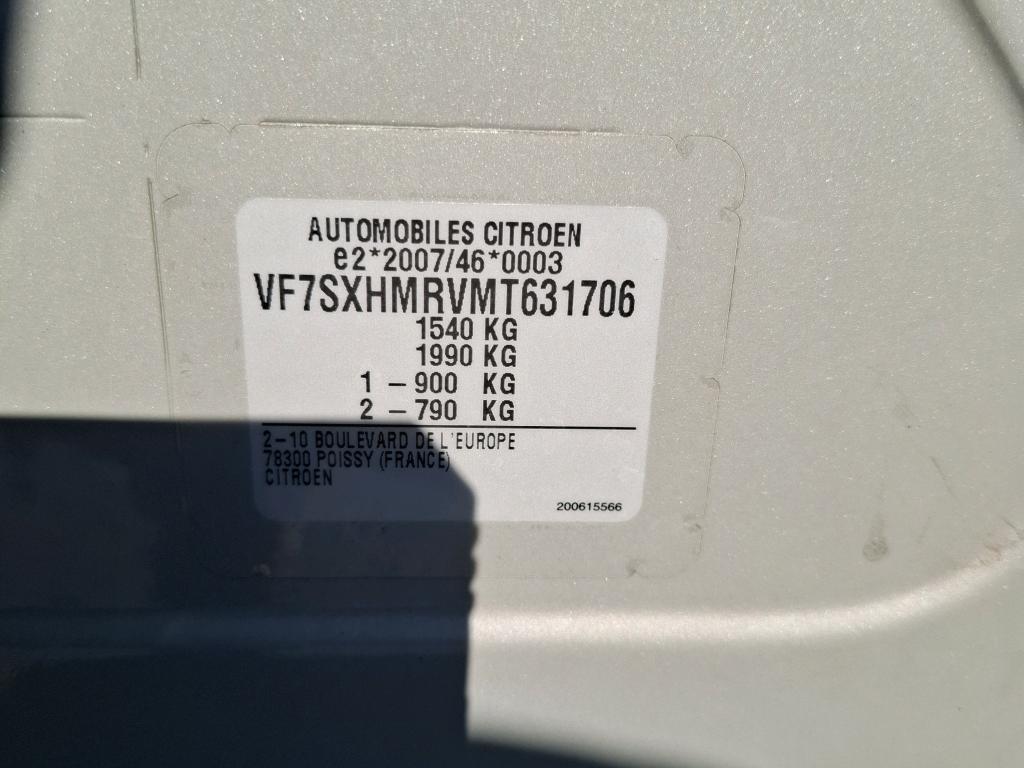 AUTOMOBILES CITROEN
e2*2007/46*0003
VF7SXHMRVMT631706
1540 KG
1990 KG
1 - 900 KG
2 - 790 KG
2-10 BOULEVARD DE L'EUROPE
78300 POISSY (FRANCE)
CITROEN
200615566